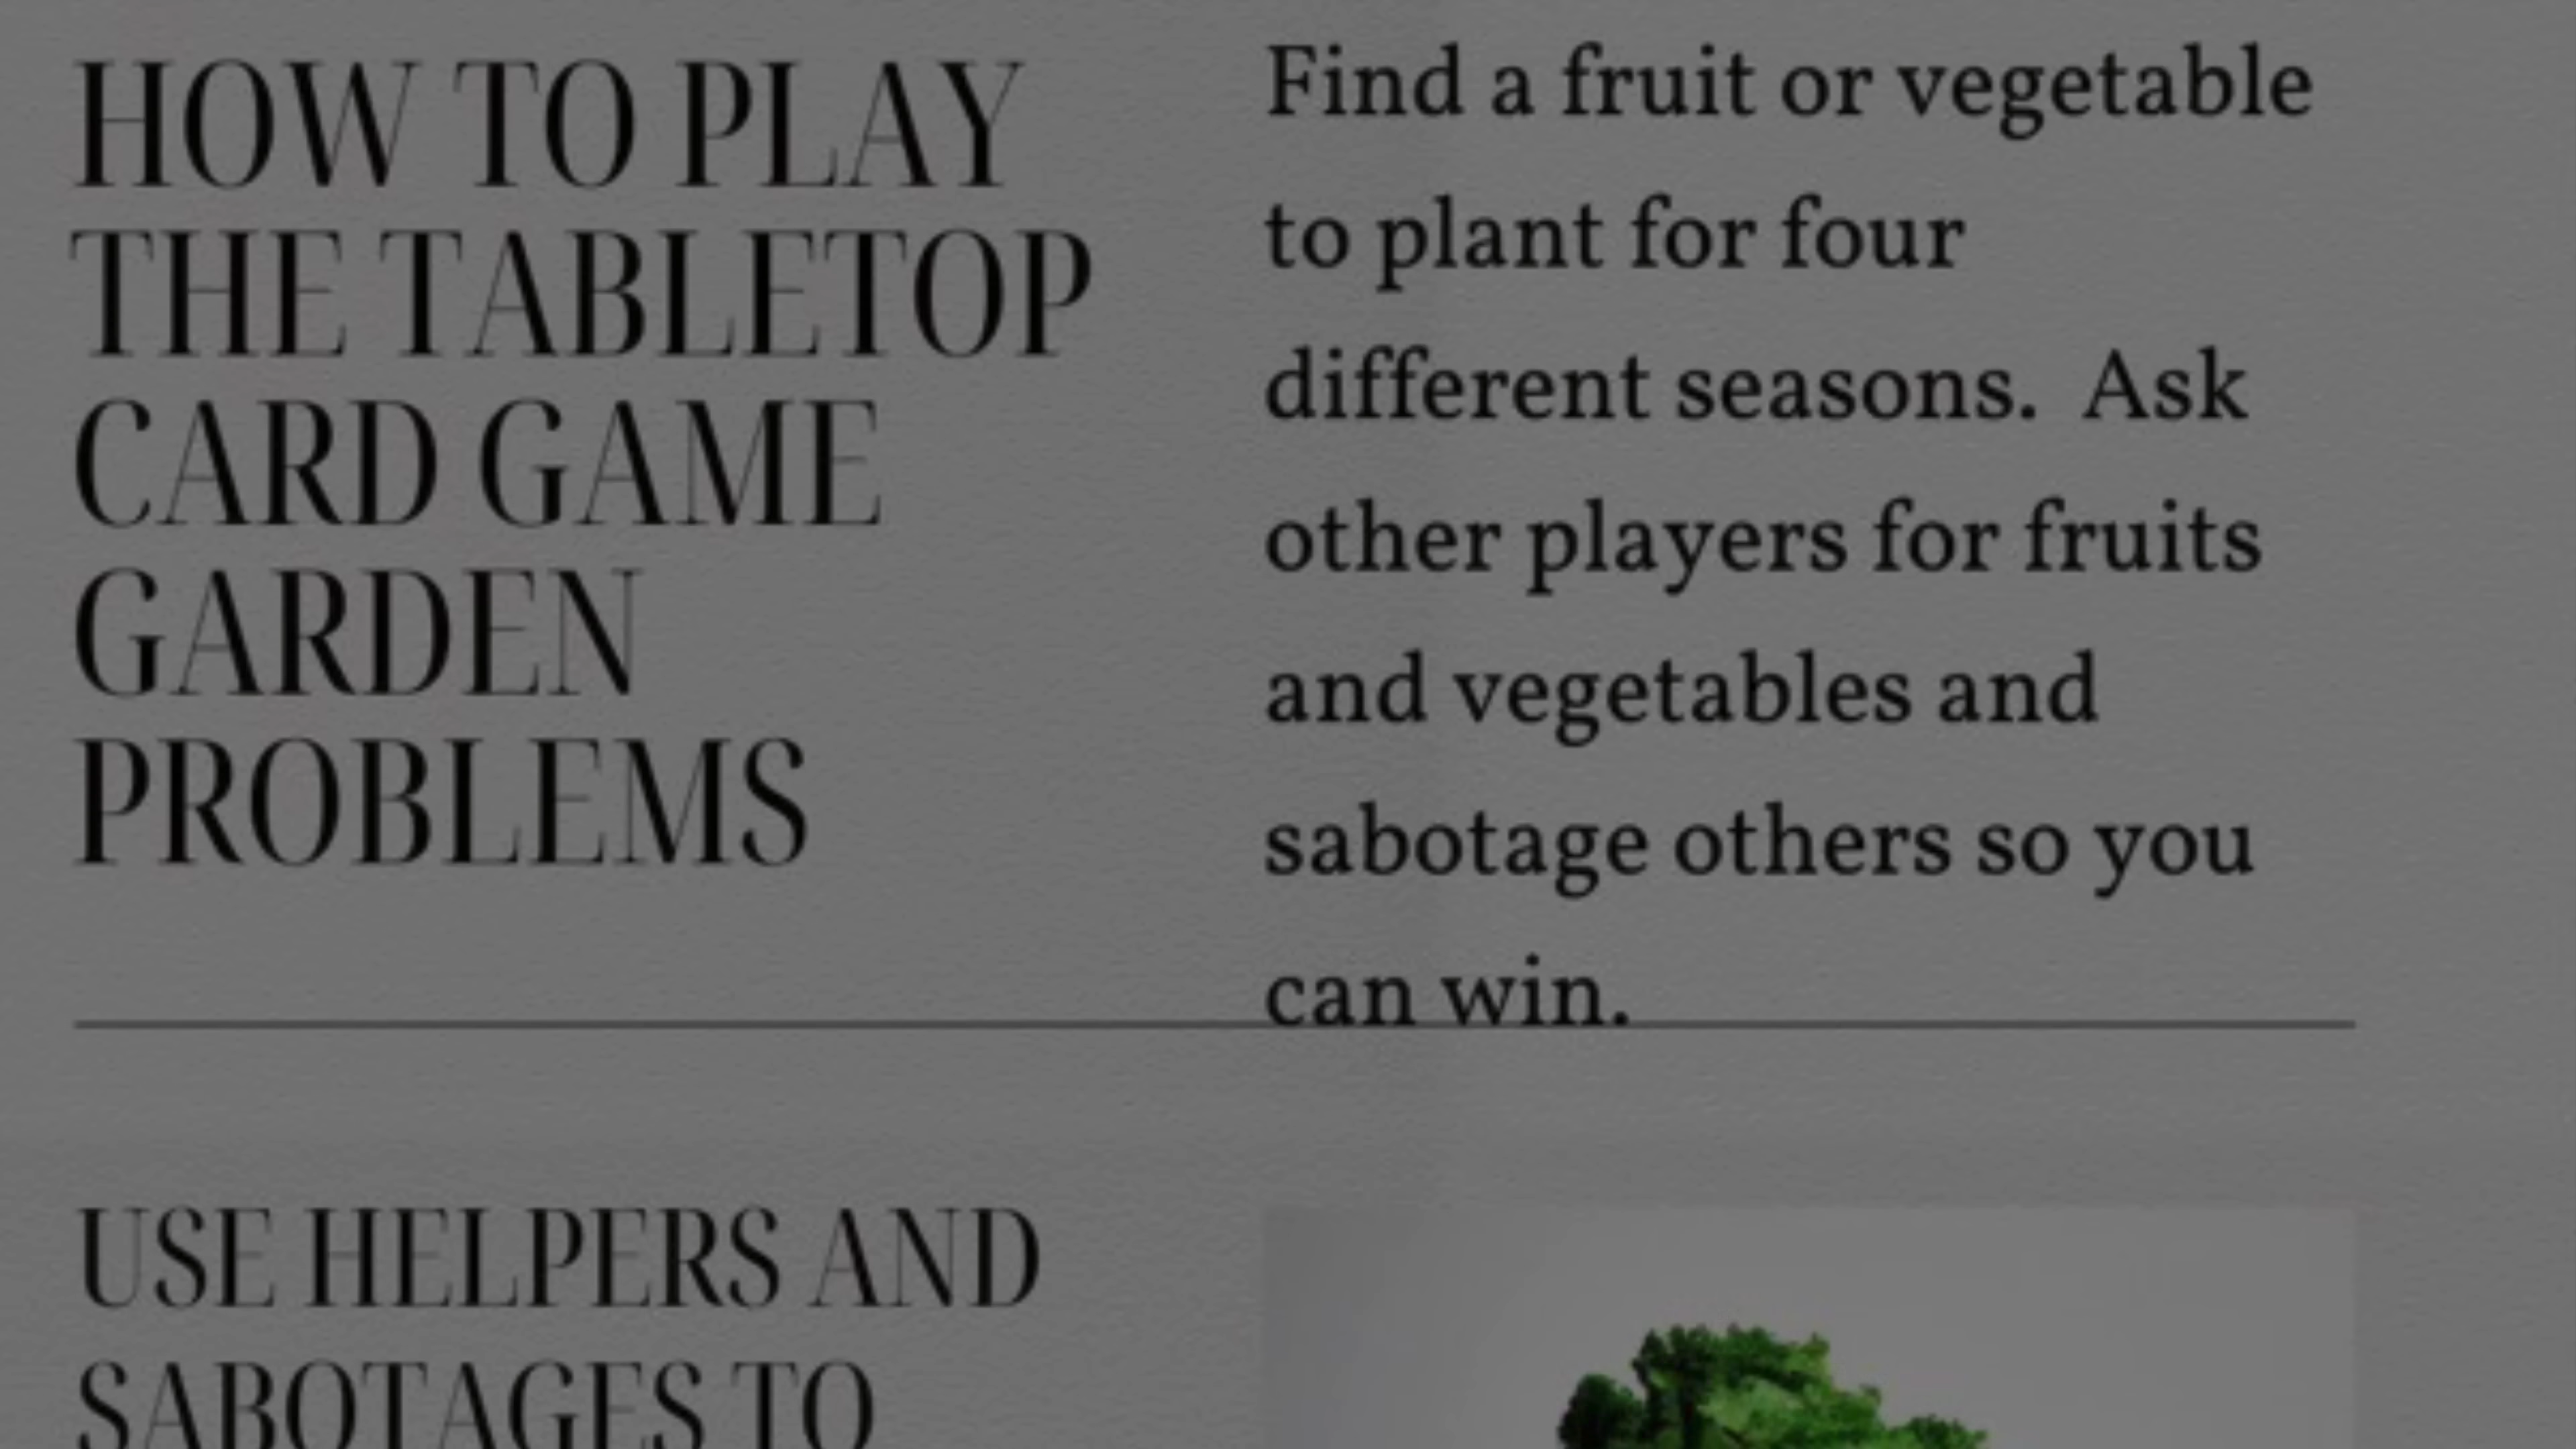 HOW TO PLAY
THE TABLETOP
CARD GAME
GARDEN
PROBLEMS
Find a fruit or vegetable
to plant for four
different seasons.  Ask
other players for fruits
and vegetables and
sabotage others so you
can win.
USE HELPERS AND
SABOTAGES TO